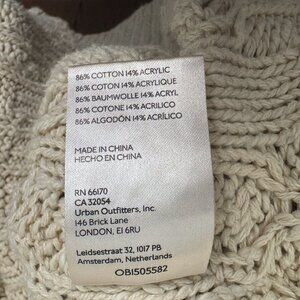 86% COTTON 14% ACRYLIC
86% COTON 14% ACRYLIQUE
86% BAUMWOLLE 14% ACRYL
86% COTONE 14% ACRILICO
86% ALGODÓN 14% ACRÍLICO
MADE IN CHINA
HECHO EN CHINA
RN 66170
CA 32054
Urban Outfitters, Inc.
146 Brick Lane
LONDON, E1 6RU
Leidsestraat 32, 1017 PB
Amsterdam, Netherlands
OB1505582